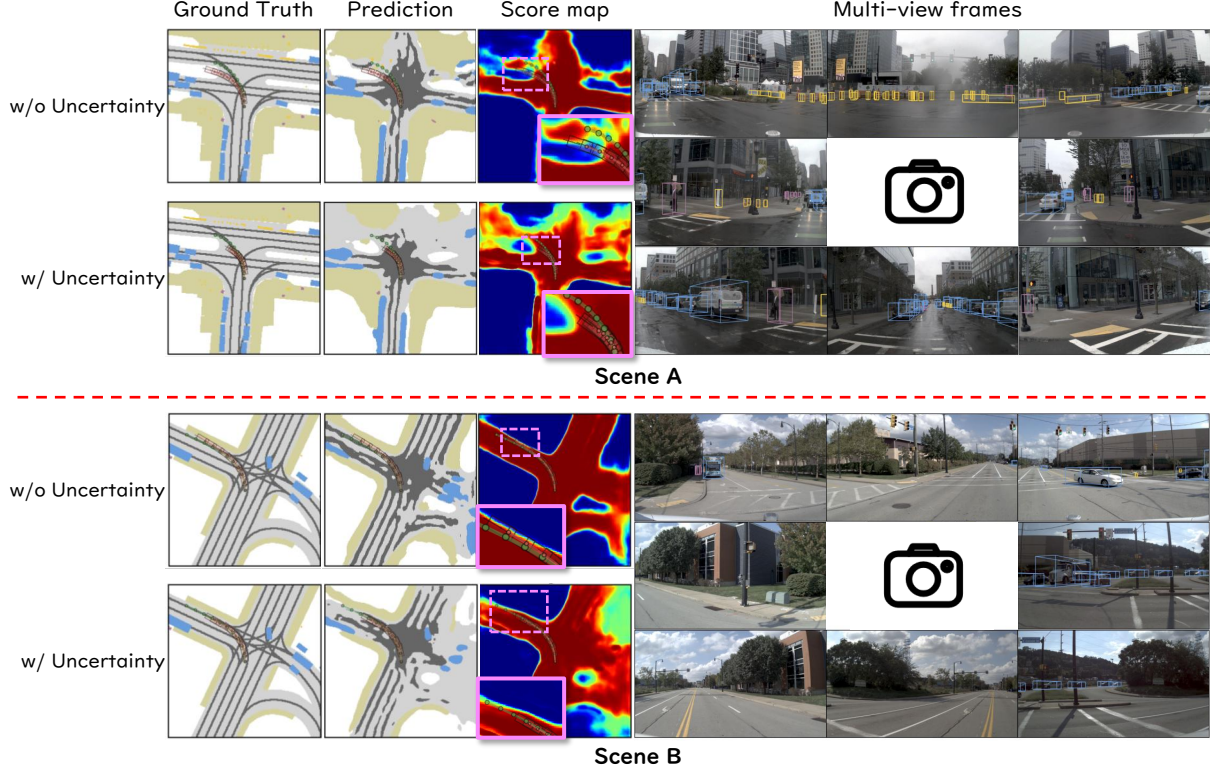 Ground Truth Prediction Score map Multi-view frames
w/o Uncertainty
w/ Uncertainty
Scene A
w/o Uncertainty
w/ Uncertainty
Scene B